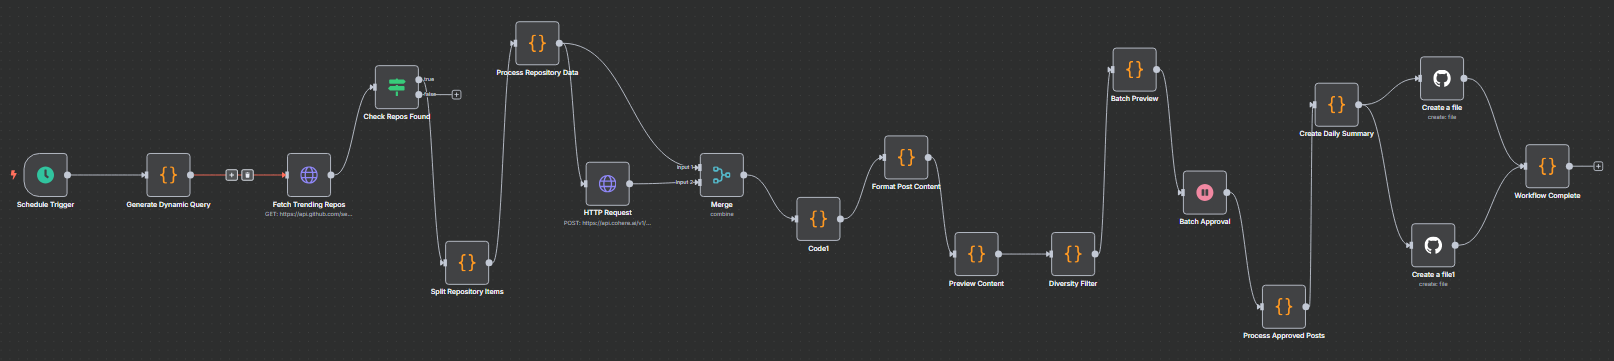 Process Repository Data
true
false
Check Repos Found
Batch Preview
Create a file
create: file
Create Daily Summary
Schedule Trigger
Generate Dynamic Query
Fetch Trending Repos
GET: https://api.github.com/se...
Input 1
Input 2
HTTP Request
POST: https://api.cohere.ai/v1/...
Merge
combine
Format Post Content
Code1
Batch Approval
Workflow Complete
Split Repository Items
Preview Content
Diversity Filter
Create a file1
create: file
Process Approved Posts